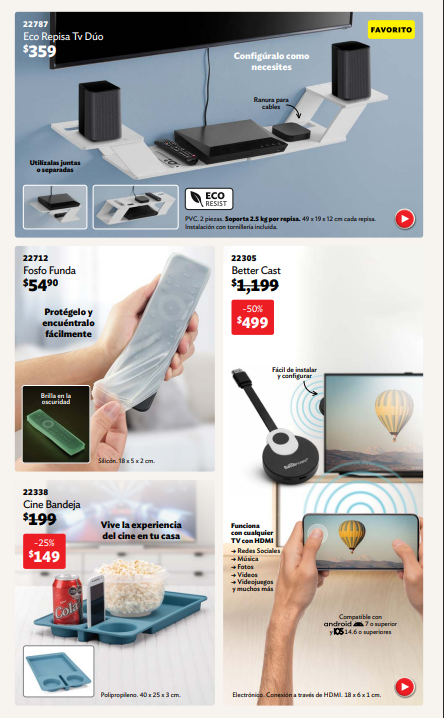 22787
Eco Repisa Tv Dúo
$359
FAVORITO
Configúralo como
necesites
Ranura para
cables
Utilízalas juntas
o separadas
ECO
RESIST
PVC. 2 piezas. Soporta 2.5 kg por repisa. 49 x 19 x 12 cm cada repisa.
Instalación con tornillería incluida.
22712
Fosfo Funda
$54.90
Protégelo y
encuéntralo
fácilmente
Brilla en la
oscuridad
Silicón. 18 x 5 x 2 cm.
22305
Better Cast
$1,199
-50%
$499
Fácil de instalar
y configurar
Funciona
con cualquier
TV con HDMI
→ Redes Sociales
→ Música
→ Fotos
→ Videos
→ Videojuegos
y muchos más
Compatible con
android 7 o superior
y iOS 14.6 o superiores
Electrónico. Conexión a través de HDMI. 18 x 6 x 1 cm.
22338
Cine Bandeja
$199
-25%
$149
Vive la experiencia
del cine en tu casa
Cola
Polipropileno. 40 x 25 x 3 cm.